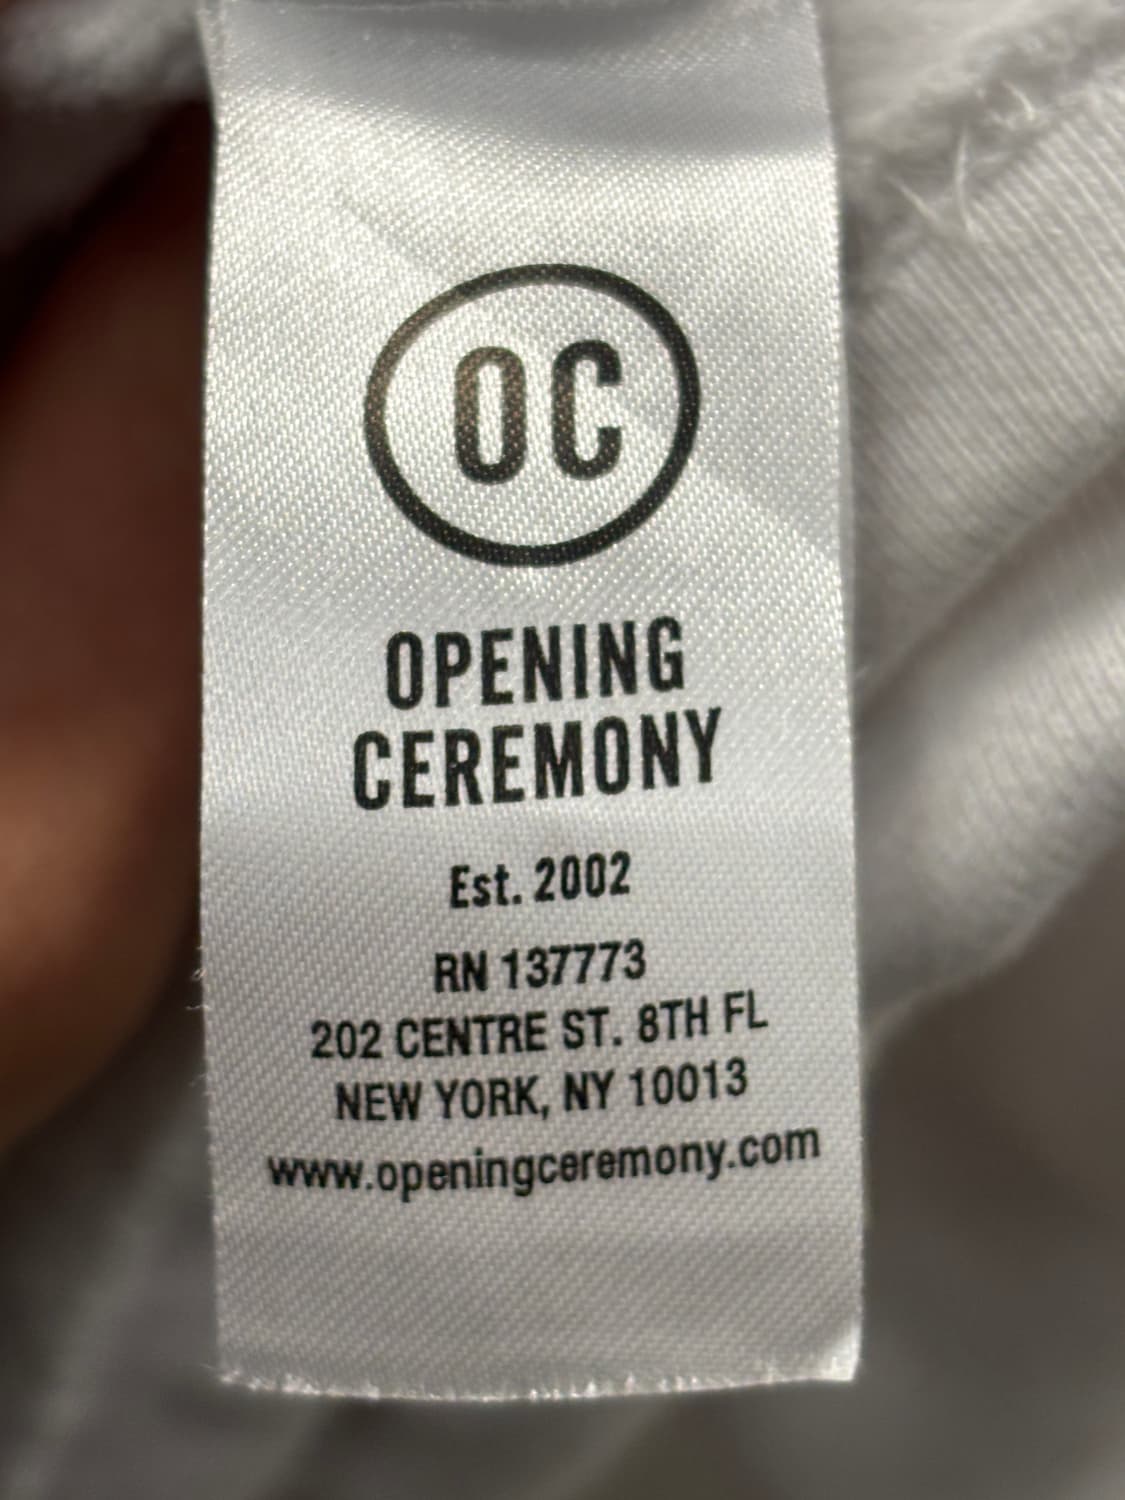 OC
OPENING
CEREMONY
Est. 2002
RN 137773
202 CENTRE ST. 8TH FL
NEW YORK, NY 10013
www.openingceremony.com